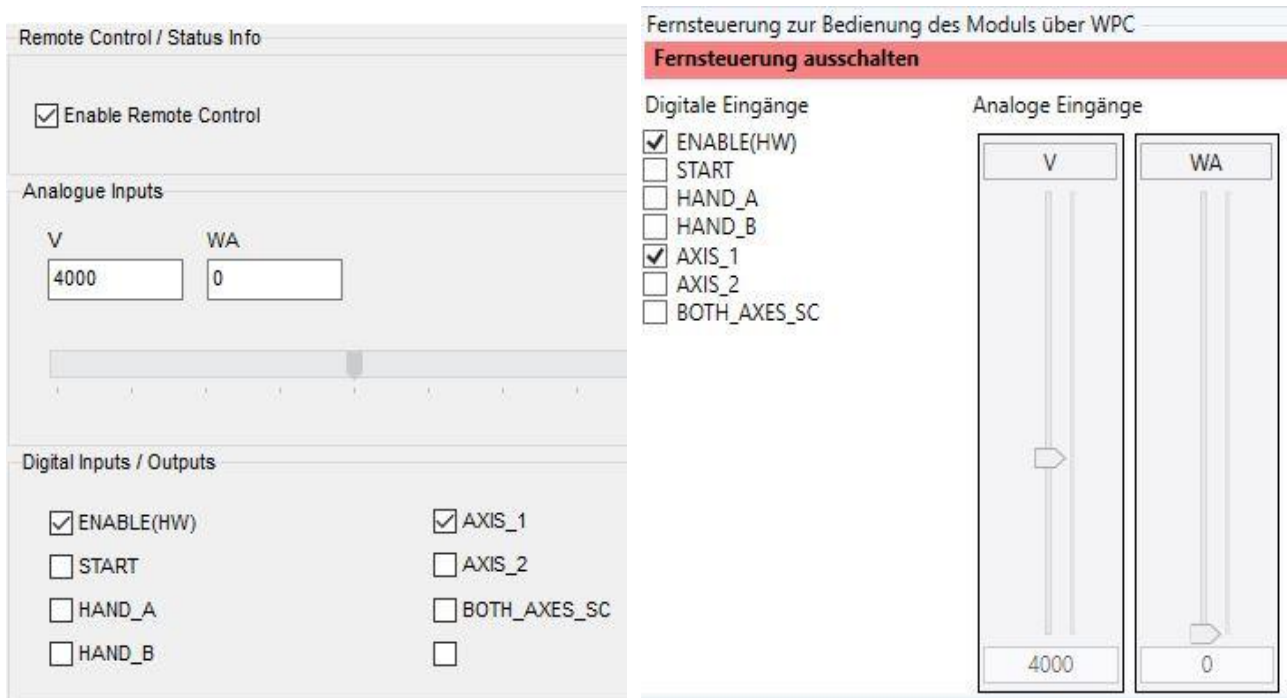 Remote Control / Status Info
Enable Remote Control
Analogue Inputs
V WA
4000 0
Digital Inputs / Outputs
ENABLE(HW) AXIS_1
START AXIS_2
HAND_A BOTH_AXES_SC
HAND_B
Fernsteuerung zur Bedienung des Moduls über WPC
Fernsteuerung ausschalten
Digitale Eingänge Analoge Eingänge
ENABLE(HW)
START
HAND_A
HAND_B
AXIS_1
AXIS_2
BOTH_AXES_SC
V WA
4000 0